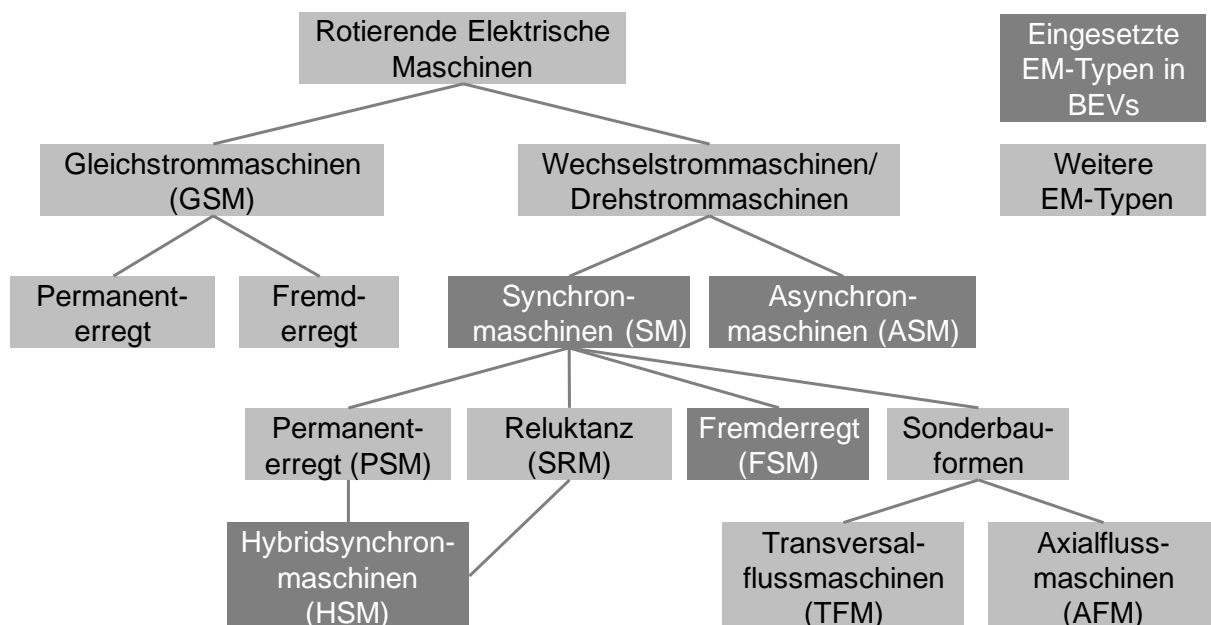 Rotierende Elektrische
Maschinen
Eingesetzte
EM-Typen in
BEVs
Gleichstrommaschinen
(GSM)
Wechselstrommaschinen/
Drehstrommaschinen
Weitere
EM-Typen
Permanent-
erregt
Fremd-
erregt
Synchron-
maschinen (SM)
Asynchron-
maschinen (ASM)
Permanent-
erregt (PSM)
Reluktanz
(SRM)
Fremderregt
(FSM)
Sonderbau-
formen
Hybridsynchron-
maschinen
(HSM)
Transversal-
flussmaschinen
(TFM)
Axialfluss-
maschinen
(AFM)